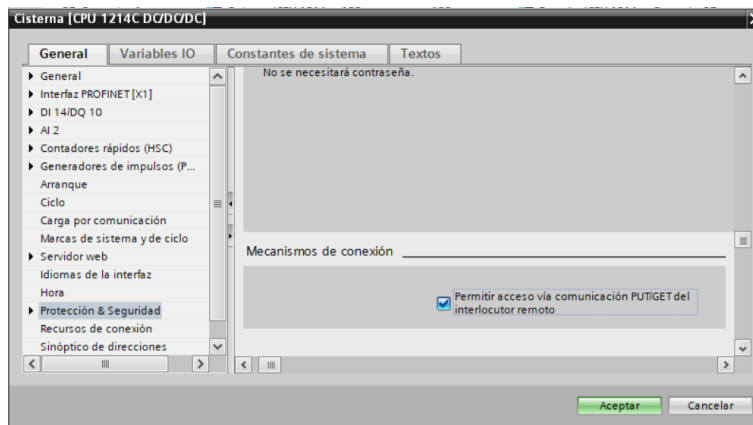 Cisterna [CPU 1214C DC/DC/DC]
General
Variables IO
Constantes de sistema
Textos
General
Interfaz PROFINET [X1]
DI 14/DQ 10
AI 2
Contadores rápidos (HSC)
Generadores de impulsos (P...
Arranque
Ciclo
Carga por comunicación
Marcas de sistema y de ciclo
Servidor web
Idiomas de la interfaz
Hora
Protección & Seguridad
Recursos de conexión
Sinóptico de direcciones
No se necesitará contraseña.
Mecanismos de conexión
Permitir acceso vía comunicación PUT/GET del
interlocutor remoto
Aceptar
Cancelar